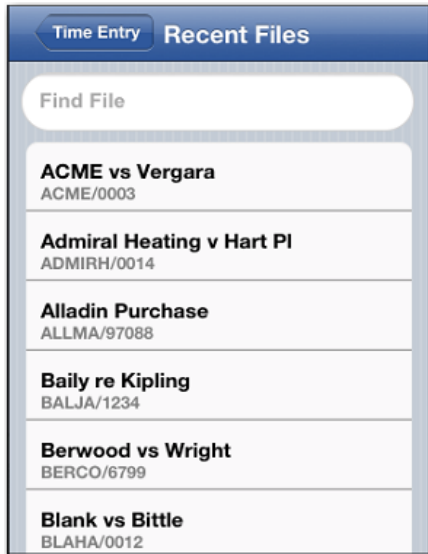 Time Entry Recent Files
Find File
ACME vs Vergara
ACME/0003
Admiral Heating v Hart Pl
ADMIRH/0014
Alladin Purchase
ALLMA/97088
Baily re Kipling
BALJA/1234
Berwood vs Wright
BERCO/6799
Blank vs Bittle
BLAHA/0012